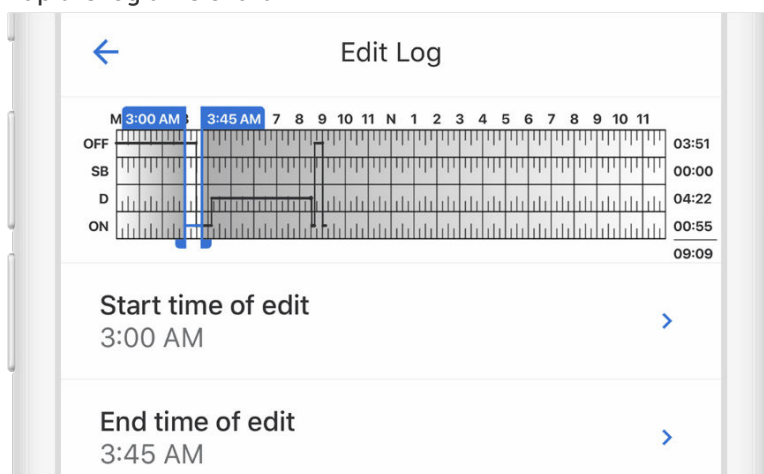 Edit Log
M 3:00 AM 3:45 AM 7 8 9 10 11 N 1 2 3 4 5 6 7 8 9 10 11
OFF 03:51
SB 00:00
D 04:22
ON 00:55
09:09
Start time of edit
3:00 AM
End time of edit
3:45 AM